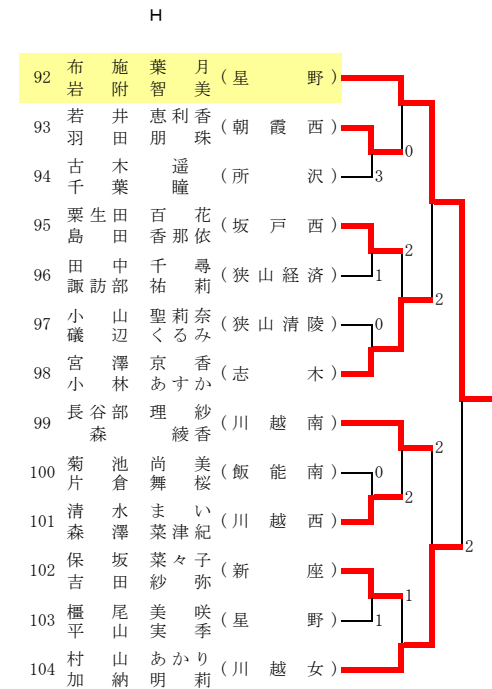 H
布施葉月
92 (星野)
岩附智美
若井恵利香
93 (朝霞西)
羽田朋珠
0
古木遥
94 (所沢) 3
千葉瞳
栗生田百花
95 (坂戸西)
島田香那依
2
田中千尋
96 (狭山経済) 1
諏訪部祐莉
2
小山聖莉奈
97 (狭山清陵) 0
礒辺くるみ
宮澤京香
98 (志木)
小林あすか
長谷部理紗
99 (川越南)
森綾香
2
菊池尚美
100 (飯能南) 0
片倉舞桜
2
清水まい
101 (川越西)
森澤菜津紀
2
保坂菜々子
102 (新座)
吉田紗弥
1
橿尾美咲
103 (星野) 1
平山実季
村山あかり
104 (川越女)
加納明莉